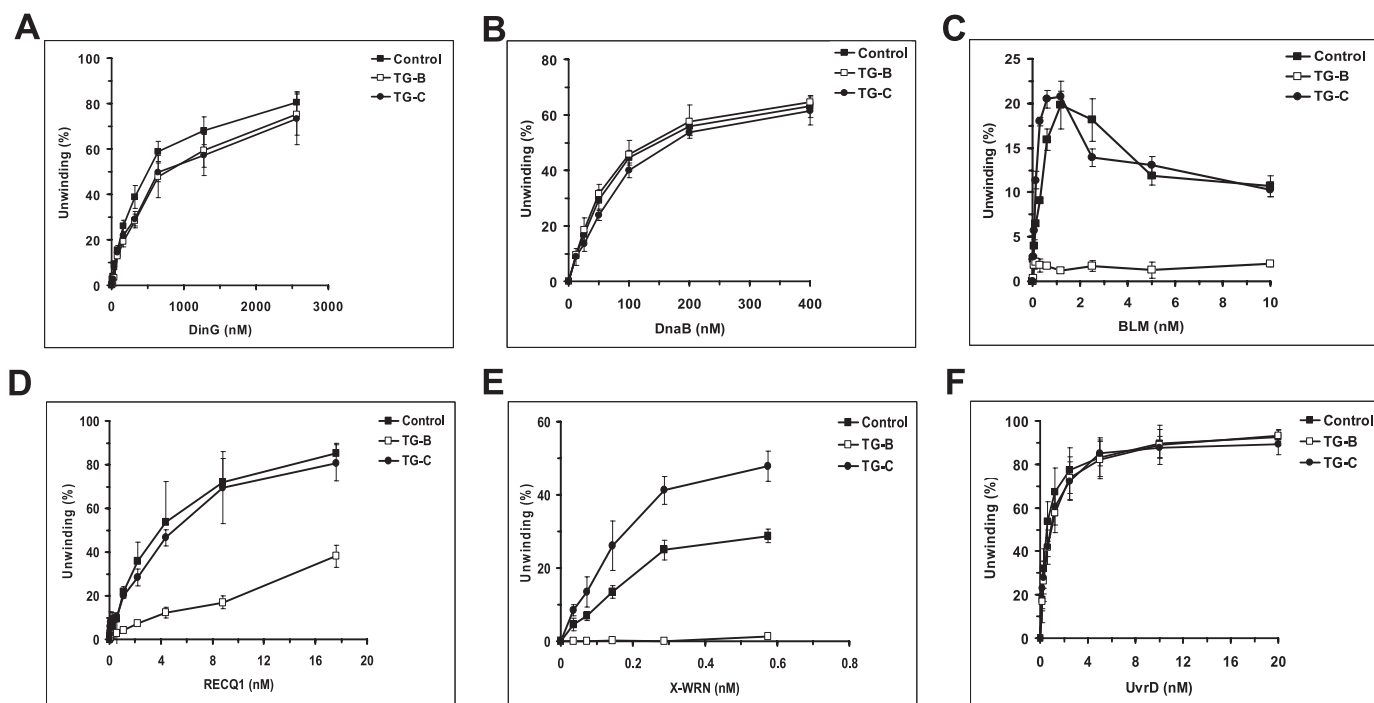 A
Unwinding (%)
100
80
60
40
20
0
0 1000 2000 3000
DinG (nM)
Control
TG-B
TG-C
B
Unwinding (%)
80
60
40
20
0
0 100 200 300 400
DnaB (nM)
Control
TG-B
TG-C
C
Unwinding (%)
25
20
15
10
5
0
0 2 4 6 8 10
BLM (nM)
Control
TG-B
TG-C
D
Unwinding (%)
100
80
60
40
20
0
0 4 8 12 16 20
RECQ1 (nM)
Control
TG-B
TG-C
E
Unwinding (%)
60
40
20
0
0 0.2 0.4 0.6 0.8
X-WRN (nM)
Control
TG-B
TG-C
F
Unwinding (%)
100
80
60
40
20
0
0 4 8 12 16 20
UvrD (nM)
Control
TG-B
TG-C